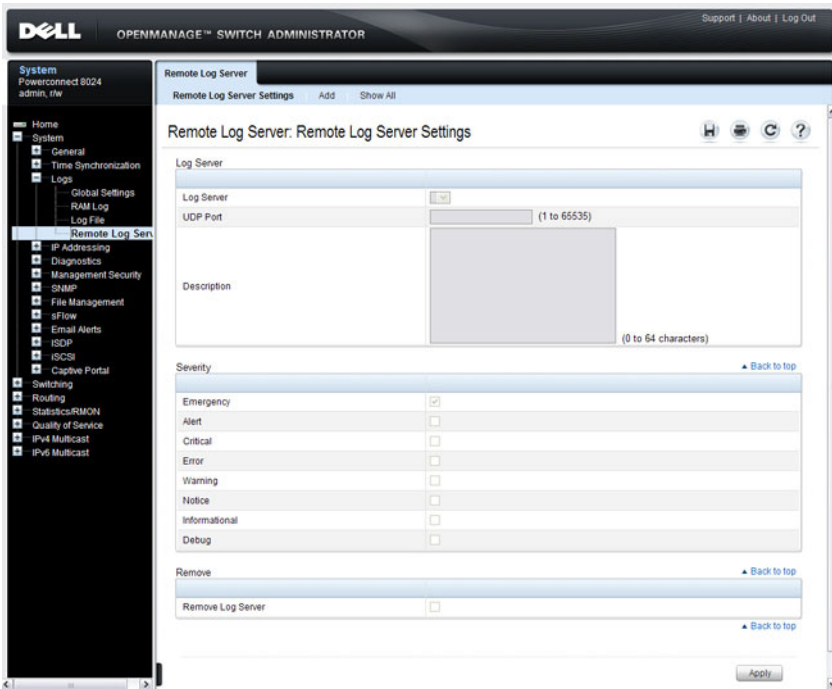 DELL
OPENMANAGE™ SWITCH ADMINISTRATOR
Support | About | Log Out
System
Powerconnect 8024
admin, r/w
Home
System
General
Time Synchronization
Logs
Global Settings
RAM Log
Log File
Remote Log Serv
IP Addressing
Diagnostics
Management Security
SNMP
File Management
sFlow
Email Alerts
ISDP
iSCSI
Captive Portal
Switching
Routing
Statistics/RMON
Quality of Service
IPv4 Multicast
IPv6 Multicast
Remote Log Server
Remote Log Server Settings Add Show All
Remote Log Server: Remote Log Server Settings
Log Server
Log Server
UDP Port (1 to 65535)
Description (0 to 64 characters)
Severity ▲ Back to top
Emergency
Alert
Critical
Error
Warning
Notice
Informational
Debug
Remove ▲ Back to top
Remove Log Server
▲ Back to top
Apply